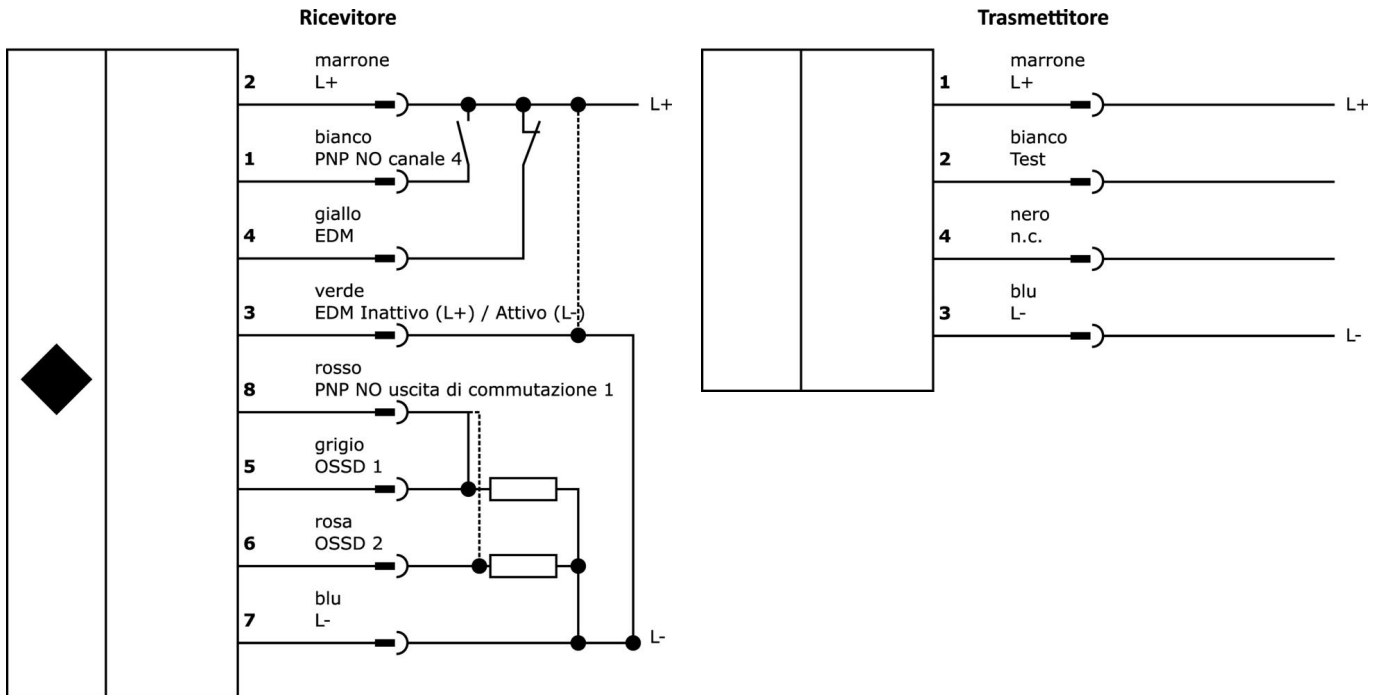 Ricevitore
marrone
2 L+
L+
bianco
1 PNP NO canale 4
giallo
4 EDM
verde
3 EDM Inattivo (L+) / Attivo (L-)
rosso
8 PNP NO uscita di commutazione 1
grigio
5 OSSD 1
rosa
6 OSSD 2
blu
7 L-
L-
Trasmettitore
marrone
1 L+
L+
bianco
2 Test
nero
4 n.c.
blu
3 L-
L-